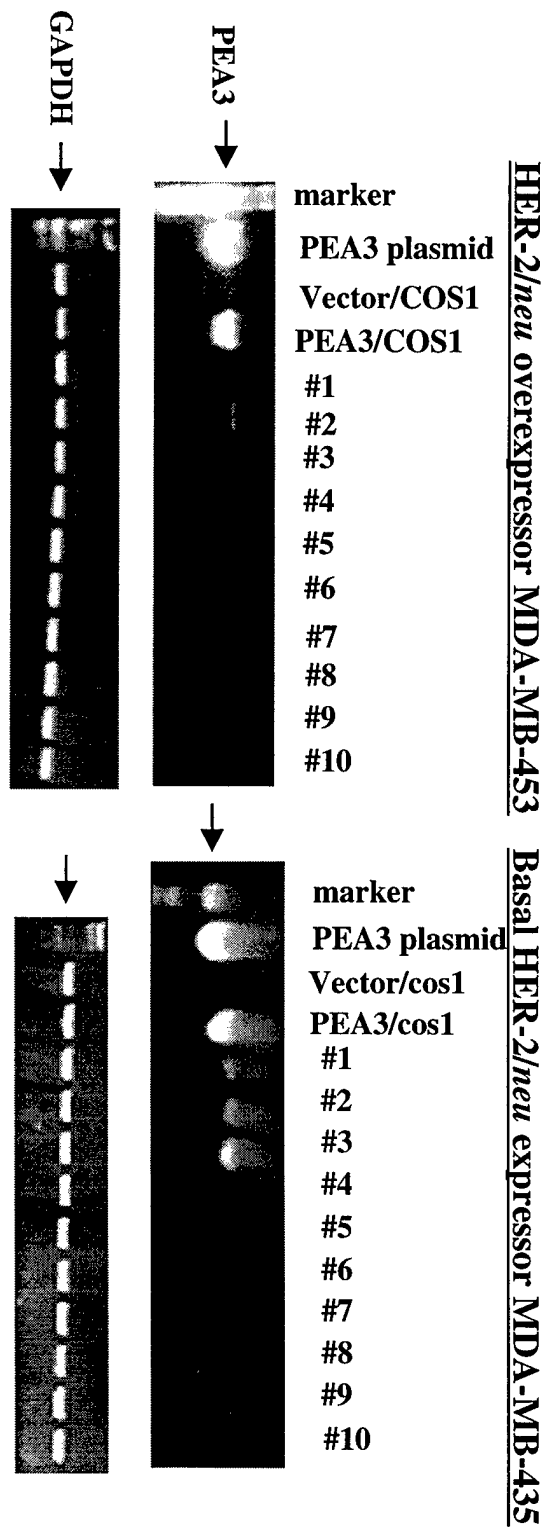 HER-2/neu overexpressor MDA-MB-453
marker
PEA3 plasmid
Vector/COS1
PEA3/COS1
#1
#2
#3
#4
#5
#6
#7
#8
#9
#10
PEA3
GAPDH
Basal HER-2/neu expressor MDA-MB-435
marker
PEA3 plasmid
Vector/cos1
PEA3/cos1
#1
#2
#3
#4
#5
#6
#7
#8
#9
#10